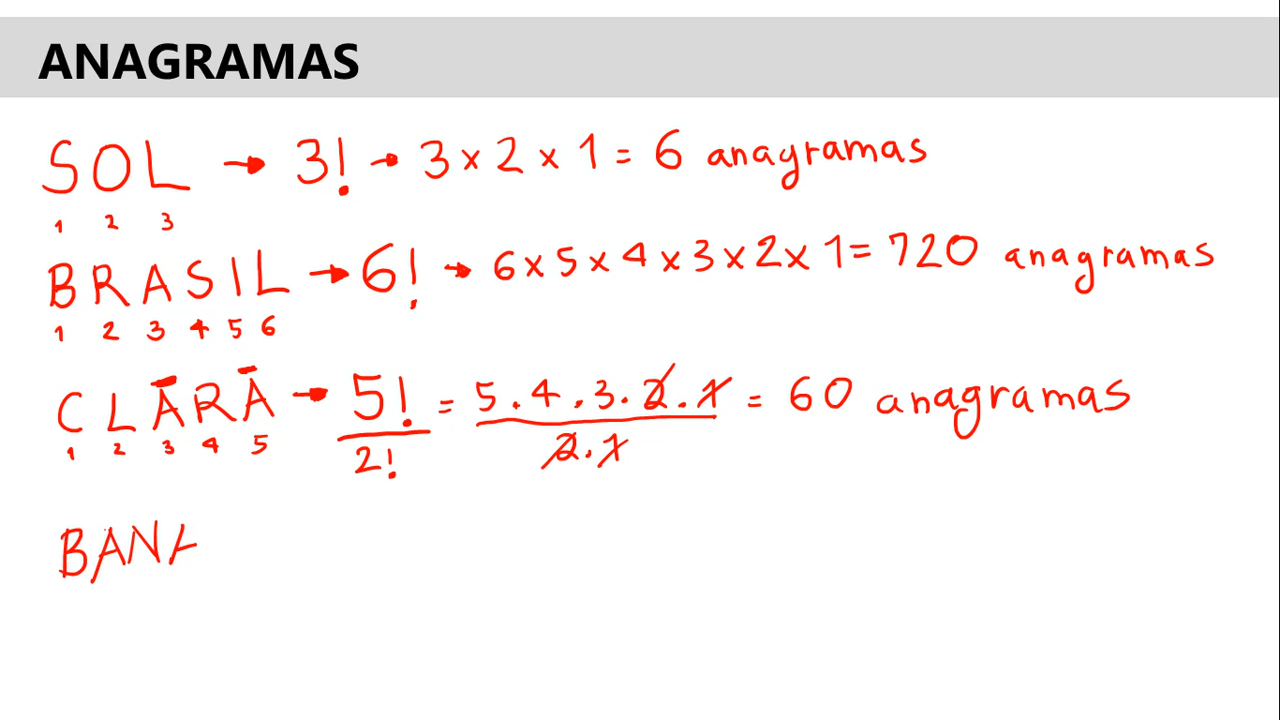 ANAGRAMAS
SOL → 3! → 3 x 2 x 1 = 6 anagramas
1 2 3
BRASIL → 6! → 6 x 5 x 4 x 3 x 2 x 1 = 720 anagramas
1 2 3 4 5 6
CLĀRĀ → 5! = 5 . 4 . 3 . 2 . 1 = 60 anagramas
1 2 3 4 5 2! 2 . 1
BANA